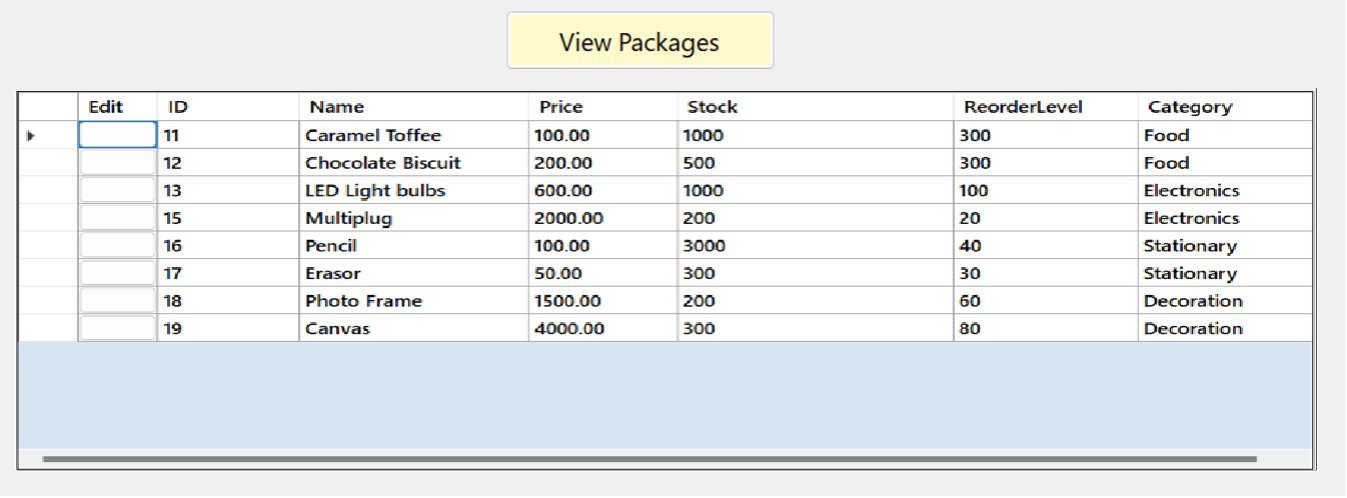 View Packages
Edit ID Name Price Stock ReorderLevel Category
11 Caramel Toffee 100.00 1000 300 Food
12 Chocolate Biscuit 200.00 500 300 Food
13 LED Light bulbs 600.00 1000 100 Electronics
15 Multiplug 2000.00 200 20 Electronics
16 Pencil 100.00 3000 40 Stationary
17 Erasor 50.00 300 30 Stationary
18 Photo Frame 1500.00 200 60 Decoration
19 Canvas 4000.00 300 80 Decoration